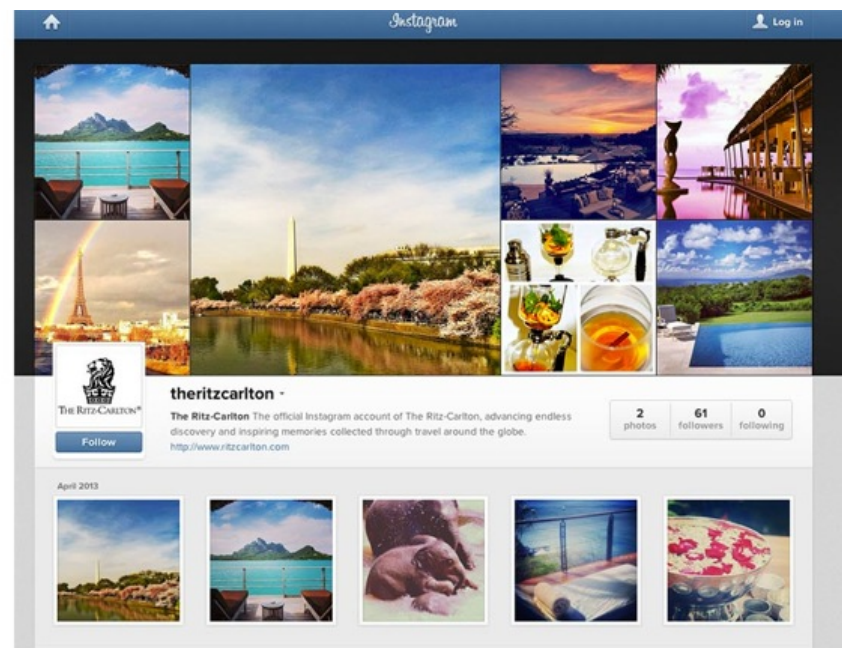 Instagram
Log in
THE RITZ-CARLTON®
Follow
theritzcarlton
The Ritz-Carlton The official Instagram account of The Ritz-Carlton, advancing endless
discovery and inspiring memories collected through travel around the globe.
http://www.ritzcarlton.com
2 photos
61 followers
0 following
April 2013